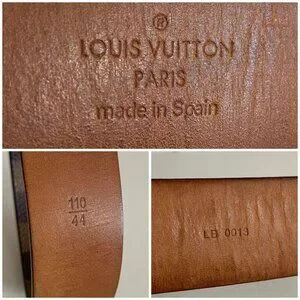 LOUIS VUITTON
PARIS
made in Spain
110
44
LB 0013